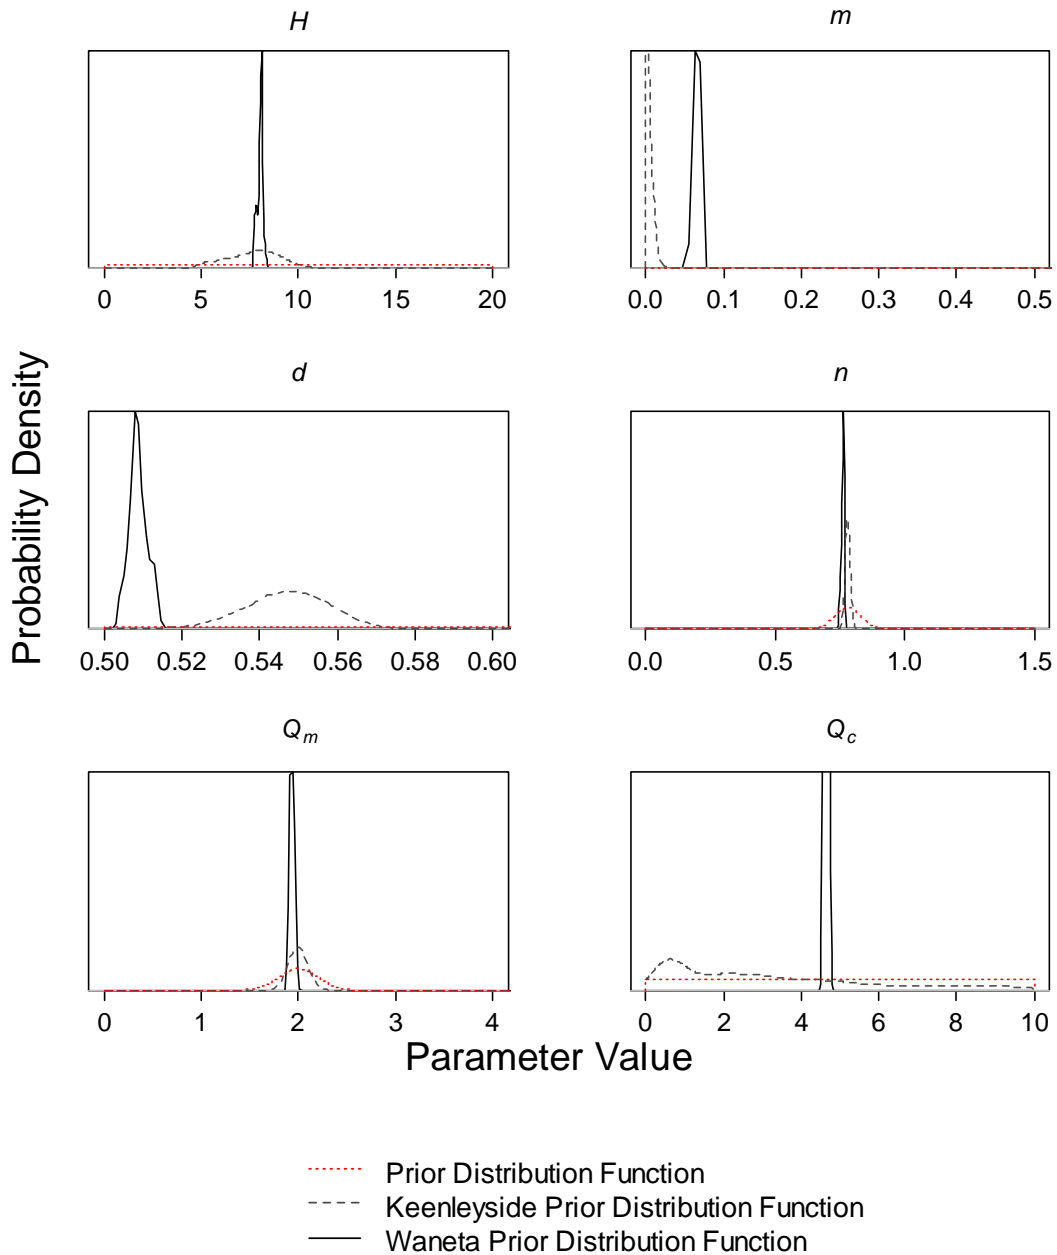 H
m
0 5 10 15 20
0.0 0.1 0.2 0.3 0.4 0.5
d
n
Probability Density
0.50 0.52 0.54 0.56 0.58 0.60
0.0 0.5 1.0 1.5
Qm
Qc
0 1 2 3 4
0 2 4 6 8 10
Parameter Value
Prior Distribution Function
Keenleyside Prior Distribution Function
Waneta Prior Distribution Function